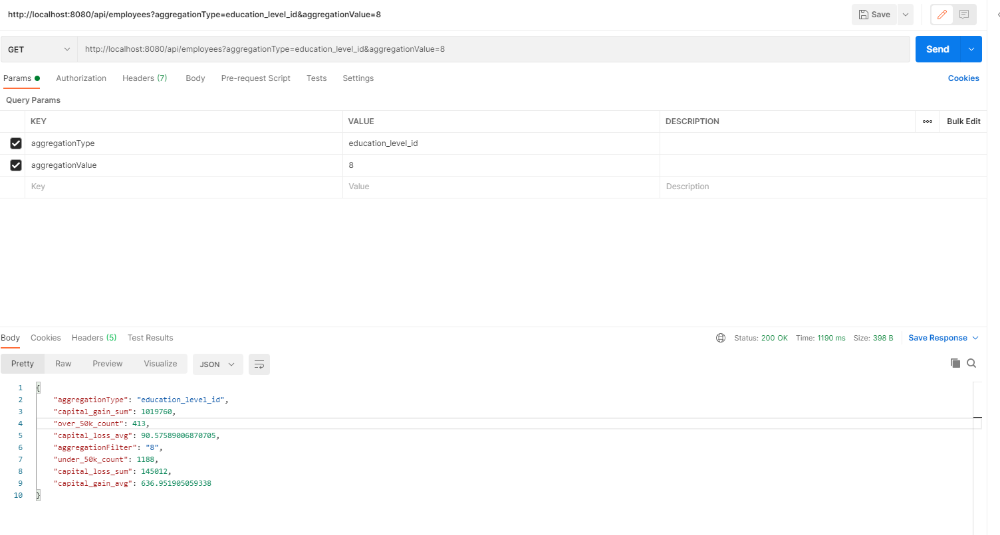 http://localhost:8080/api/employees?aggregationType=education_level_id&aggregationValue=8
Save
GET http://localhost:8080/api/employees?aggregationType=education_level_id&aggregationValue=8 Send
Params Authorization Headers (7) Body Pre-request Script Tests Settings Cookies
Query Params
KEY VALUE DESCRIPTION Bulk Edit
aggregationType education_level_id
aggregationValue 8
Key Value Description
Body Cookies Headers (5) Test Results Status: 200 OK Time: 1190 ms Size: 398 B Save Response
Pretty Raw Preview Visualize JSON
1 {
2 "aggregationType": "education_level_id",
3 "capital_gain_sum": 1019760,
4 "over_50k_count": 413,
5 "capital_loss_avg": 90.57589006870705,
6 "aggregationFilter": "8",
7 "under_50k_count": 1188,
8 "capital_loss_sum": 145012,
9 "capital_gain_avg": 636.951905059338
10 }